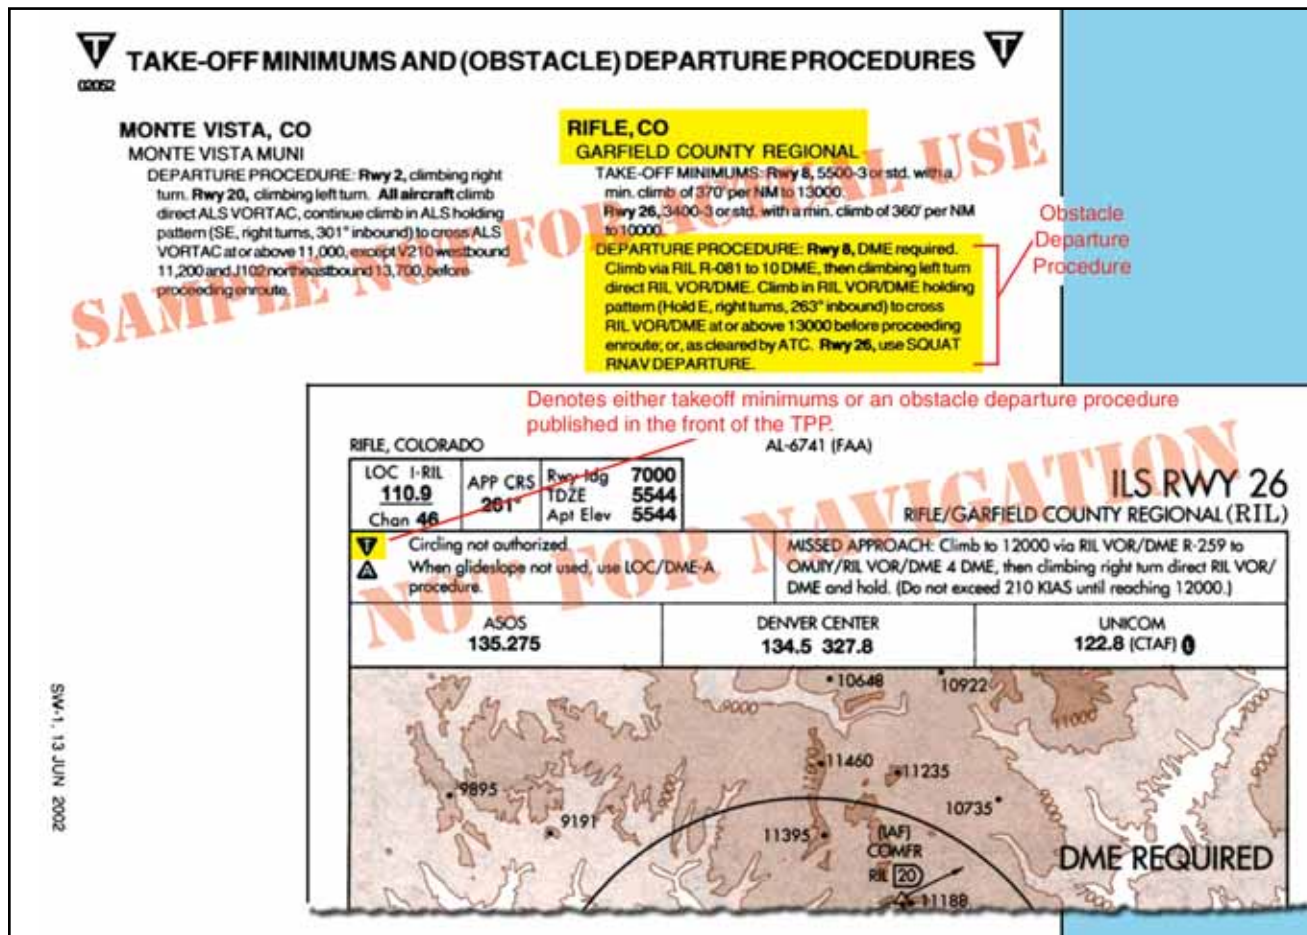 T TAKE-OFF MINIMUMS AND (OBSTACLE) DEPARTURE PROCEDURES T
02052
MONTE VISTA, CO
MONTE VISTA MUNI
DEPARTURE PROCEDURE: Rwy 2, climbing right
turn. Rwy 20, climbing left turn. All aircraft climb
direct ALS VORTAC, continue climb in ALS holding
pattern (SE, right turns, 301° inbound) to cross ALS
VORTAC at or above 11,000, except V210 westbound
11,200 and J102 northeastbound 13,700, before
proceeding enroute.
RIFLE, CO
GARFIELD COUNTY REGIONAL
TAKE-OFF MINIMUMS: Rwy 8, 5500-3 or std. with a
min. climb of 370' per NM to 13000.
Rwy 26, 3400-3 or std. with a min. climb of 360' per NM
to 10000.
DEPARTURE PROCEDURE: Rwy 8, DME required.
Climb via RIL R-081 to 10 DME, then climbing left turn
direct RIL VOR/DME. Climb in RIL VOR/DME holding
pattern (Hold E, right turns, 263° inbound) to cross
RIL VOR/DME at or above 13000 before proceeding
enroute; or, as cleared by ATC. Rwy 26, use SQUAT
RNAV DEPARTURE.
Obstacle
Departure
Procedure
SAMPLE NOT FOR ACTUAL USE
Denotes either takeoff minimums or an obstacle departure procedure
published in the front of the TPP.
RIFLE, COLORADO
AL-6741 (FAA)
LOC I-RIL
110.9
Chan 46
APP CRS
261°
Rwy ldg 7000
TDZE 5544
Apt Elev 5544
ILS RWY 26
RIFLE/GARFIELD COUNTY REGIONAL (RIL)
T
A
Circling not authorized.
When glideslope not used, use LOC/DME-A
procedure.
MISSED APPROACH: Climb to 12000 via RIL VOR/DME R-259 to
OMUIY/RIL VOR/DME 4 DME, then climbing right turn direct RIL VOR/
DME and hold. (Do not exceed 210 KIAS until reaching 12000.)
NOT FOR NAVIGATION
ASOS
135.275
DENVER CENTER
134.5 327.8
UNICOM
122.8 (CTAF) L
SW-1, 13 JUN 2002
10648
10922
9000
11000
11460
11000
11235
9895
9000
9000
9000
10735
9191
11395
(IAF)
COMFR
RIL 20
11188
DME REQUIRED